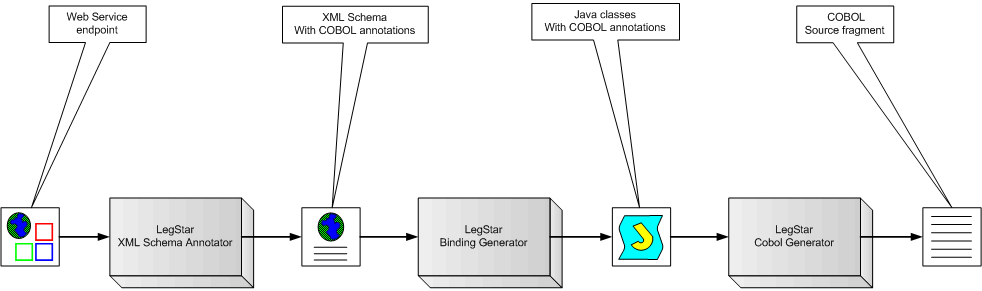 Web Service
endpoint
XML Schema
With COBOL annotations
Java classes
With COBOL annotations
COBOL
Source fragment
LegStar
XML Schema Annotator
LegStar
Binding Generator
LegStar
Cobol Generator